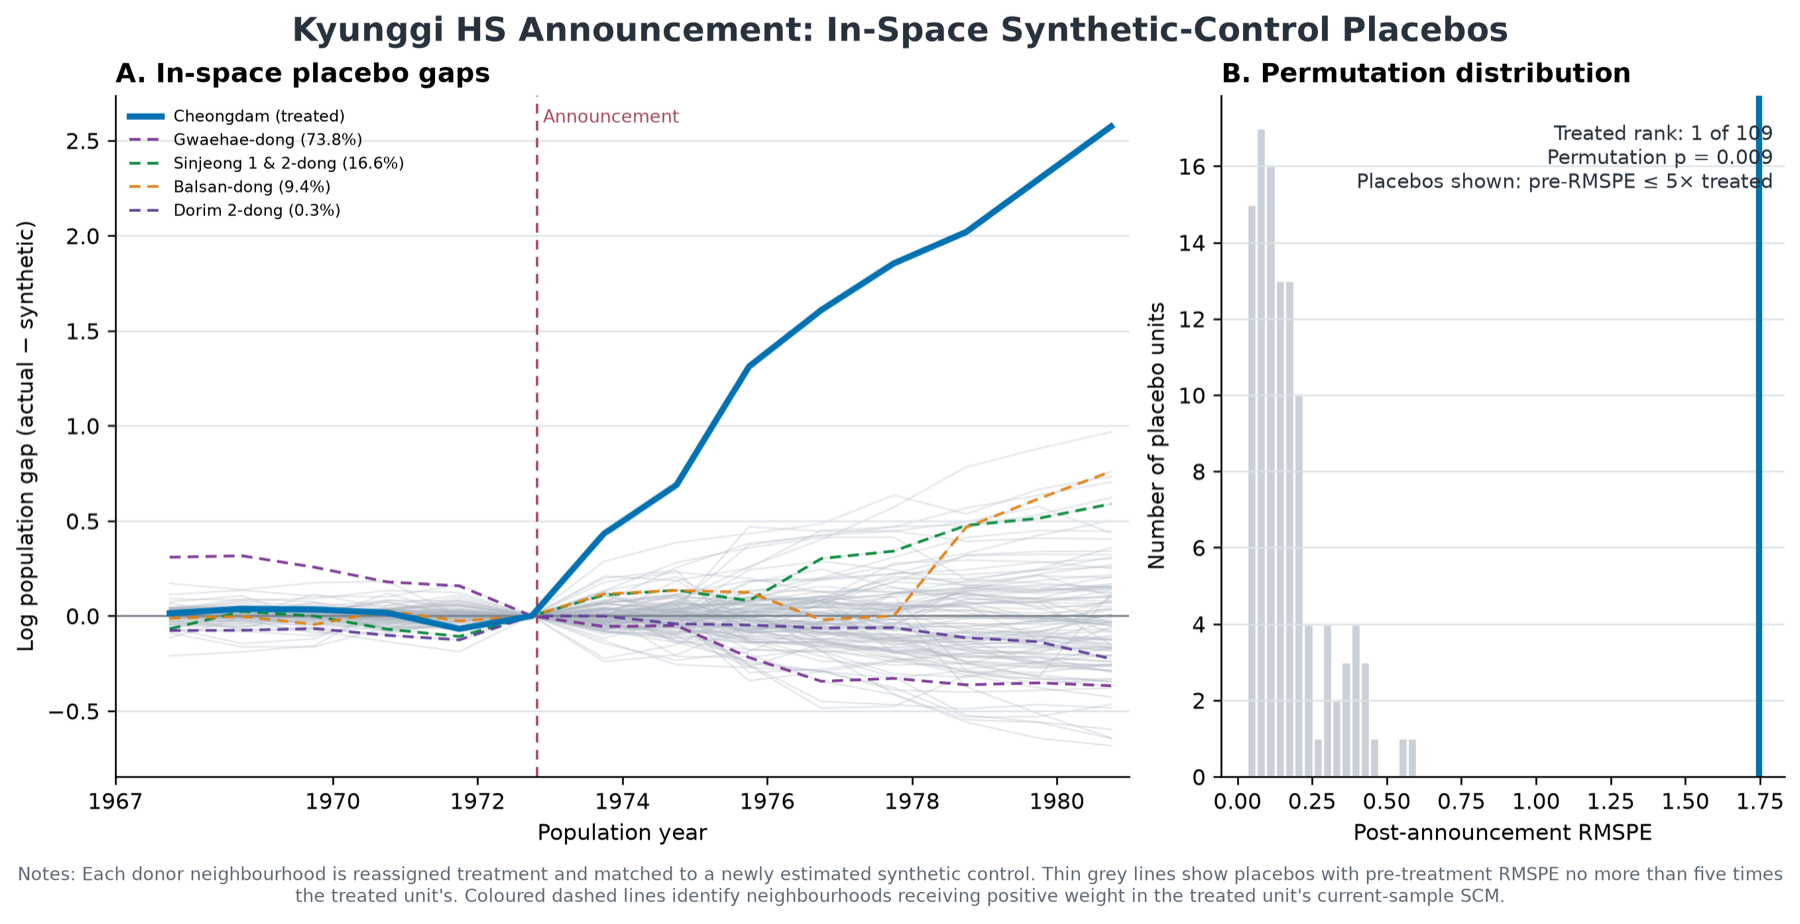 Kyunggi HS Announcement: In-Space Synthetic-Control Placebos
A. In-space placebo gaps
Cheongdam (treated)
Gwaehae-dong (73.8%)
Sinjeong 1 & 2-dong (16.6%)
Balsan-dong (9.4%)
Dorim 2-dong (0.3%)
Announcement
Log population gap (actual − synthetic)
2.5
2.0
1.5
1.0
0.5
0.0
−0.5
1967
1970
1972
1974
1976
1978
1980
Population year
B. Permutation distribution
Treated rank: 1 of 109
Permutation p = 0.009
Placebos shown: pre-RMSPE ≤ 5× treated
Number of placebo units
16
14
12
10
8
6
4
2
0
0.00
0.25
0.50
0.75
1.00
1.25
1.50
1.75
Post-announcement RMSPE
Notes: Each donor neighbourhood is reassigned treatment and matched to a newly estimated synthetic control. Thin grey lines show placebos with pre-treatment RMSPE no more than five times
the treated unit's. Coloured dashed lines identify neighbourhoods receiving positive weight in the treated unit's current-sample SCM.